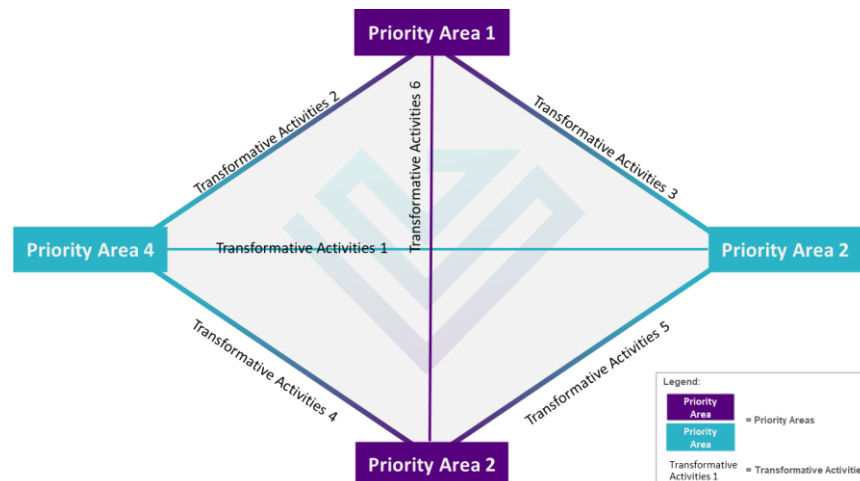 Priority Area 1
Transformative Activities 2
Transformative Activities 6
Transformative Activities 3
Priority Area 4
Transformative Activities 1
Priority Area 2
Transformative Activities 4
Transformative Activities 5
Priority Area 2
Legend:
Priority
Area
= Priority Areas
Priority
Area
Transformative
Activities 1
= Transformative Activitie